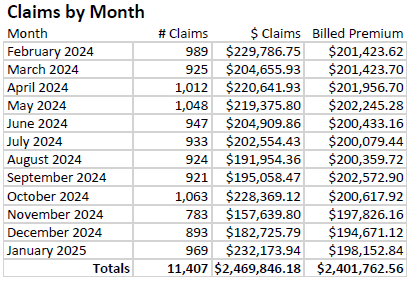 Claims by Month
Month # Claims $ Claims Billed Premium
February 2024 989 $229,786.75 $201,423.62
March 2024 925 $204,655.93 $201,423.70
April 2024 1,012 $220,641.93 $201,956.70
May 2024 1,048 $219,375.80 $202,245.28
June 2024 947 $204,909.86 $200,433.16
July 2024 933 $202,554.43 $200,079.44
August 2024 924 $191,954.36 $200,359.72
September 2024 921 $195,058.47 $202,572.90
October 2024 1,063 $228,369.12 $200,617.92
November 2024 783 $157,639.80 $197,826.16
December 2024 893 $182,725.79 $194,671.12
January 2025 969 $232,173.94 $198,152.84
Totals 11,407 $2,469,846.18 $2,401,762.56